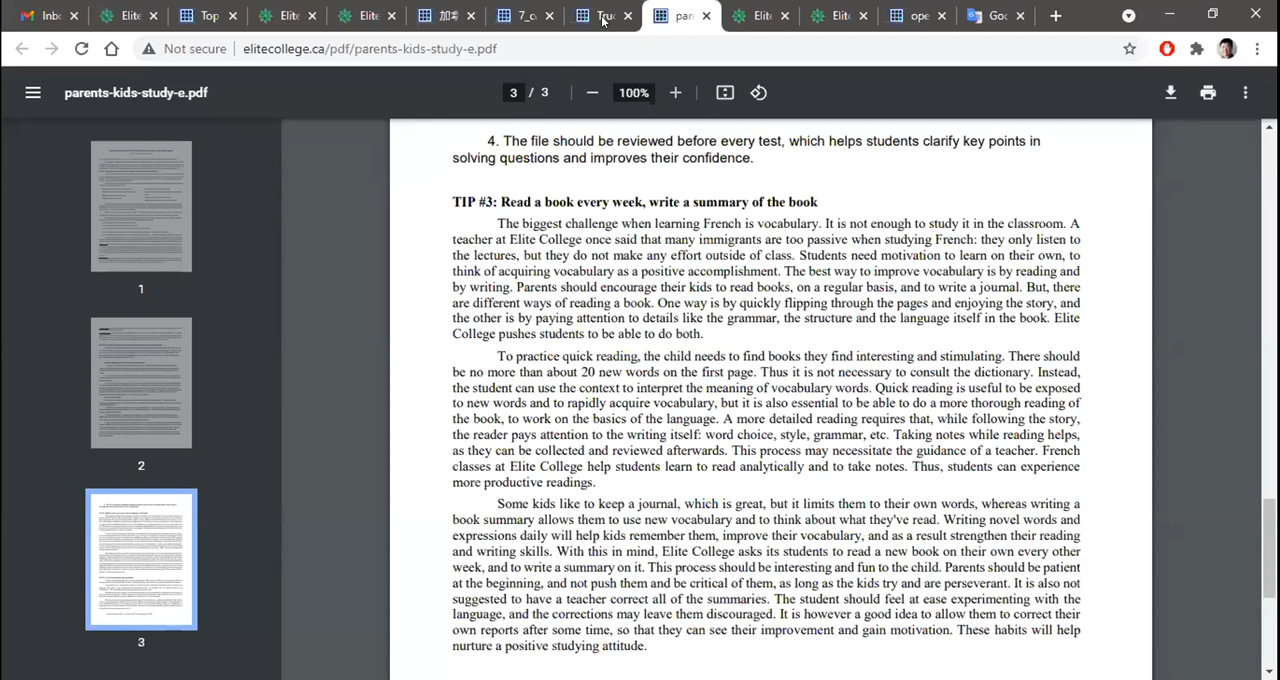 Inbo
Elite
Top
Elite
Elite
加拿
7_c
Truc
par
Elite
Elite
ope
Goo
Not secure
elitecollege.ca/pdf/parents-kids-study-e.pdf
parents-kids-study-e.pdf
3 / 3
100%
1
2
3
4. The file should be reviewed before every test, which helps students clarify key points in
solving questions and improves their confidence.
TIP #3: Read a book every week, write a summary of the book
The biggest challenge when learning French is vocabulary. It is not enough to study it in the classroom. A
teacher at Elite College once said that many immigrants are too passive when studying French: they only listen to
the lectures, but they do not make any effort outside of class. Students need motivation to learn on their own, to
think of acquiring vocabulary as a positive accomplishment. The best way to improve vocabulary is by reading and
by writing. Parents should encourage their kids to read books, on a regular basis, and to write a journal. But, there
are different ways of reading a book. One way is by quickly flipping through the pages and enjoying the story, and
the other is by paying attention to details like the grammar, the structure and the language itself in the book. Elite
College pushes students to be able to do both.
To practice quick reading, the child needs to find books they find interesting and stimulating. There should
be no more than about 20 new words on the first page. Thus it is not necessary to consult the dictionary. Instead,
the student can use the context to interpret the meaning of vocabulary words. Quick reading is useful to be exposed
to new words and to rapidly acquire vocabulary, but it is also essential to be able to do a more thorough reading of
the book, to work on the basics of the language. A more detailed reading requires that, while following the story,
the reader pays attention to the writing itself: word choice, style, grammar, etc. Taking notes while reading helps,
as they can be collected and reviewed afterwards. This process may necessitate the guidance of a teacher. French
classes at Elite College help students learn to read analytically and to take notes. Thus, students can experience
more productive readings.
Some kids like to keep a journal, which is great, but it limits them to their own words, whereas writing a
book summary allows them to use new vocabulary and to think about what they've read. Writing novel words and
expressions daily will help kids remember them, improve their vocabulary, and as a result strengthen their reading
and writing skills. With this in mind, Elite College asks its students to read a new book on their own every other
week, and to write a summary on it. This process should be interesting and fun to the child. Parents should be patient
at the beginning, and not push them and be critical of them, as long as the kids try and are perseverant. It is also not
suggested to have a teacher correct all of the summaries. The student should feel at ease experimenting with the
language, and the corrections may leave them discouraged. It is however a good idea to allow them to correct their
own reports after some time, so that they can see their improvement and gain motivation. These habits will help
nurture a positive studying attitude.